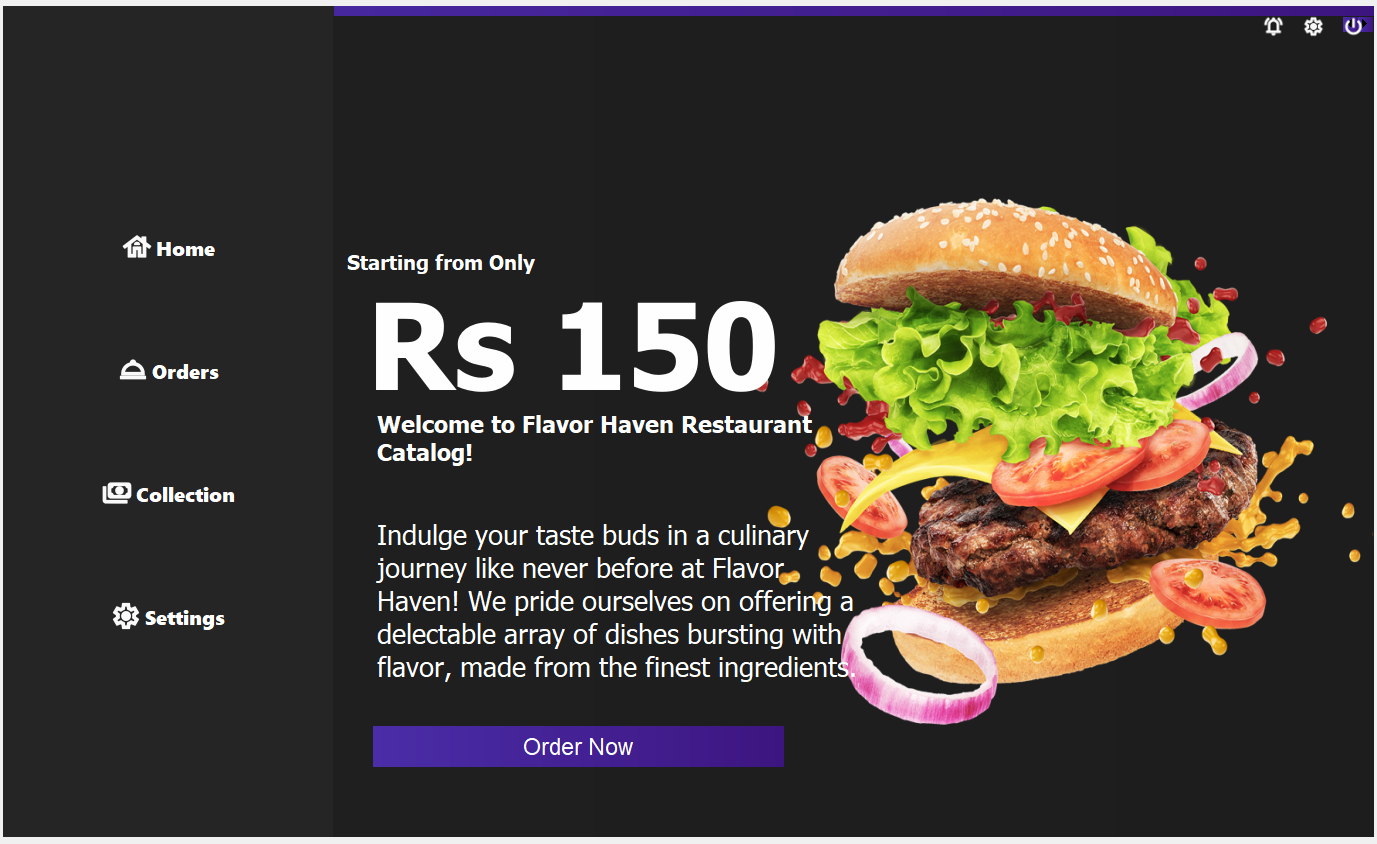 Home
Orders
Collection
Settings
Starting from Only
Rs 150
Welcome to Flavor Haven Restaurant
Catalog!
Indulge your taste buds in a culinary
journey like never before at Flavor
Haven! We pride ourselves on offering a
delectable array of dishes bursting with
flavor, made from the finest ingredients.
Order Now